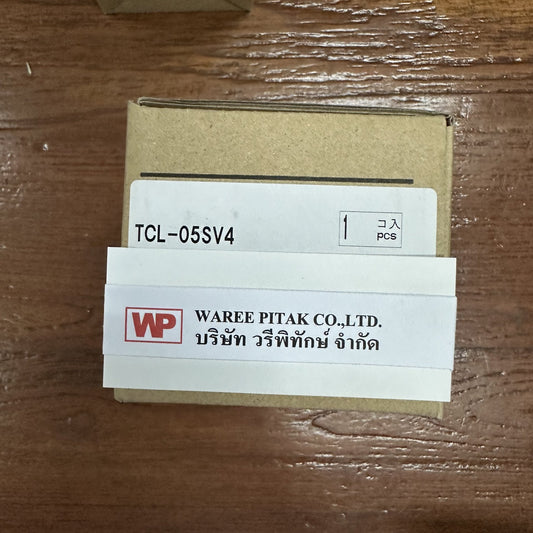 TCL-05SV4
1 コ入
pcs
WP
WAREE PITAK CO.,LTD.
บริษัท วรีพิทักษ์ จำกัด